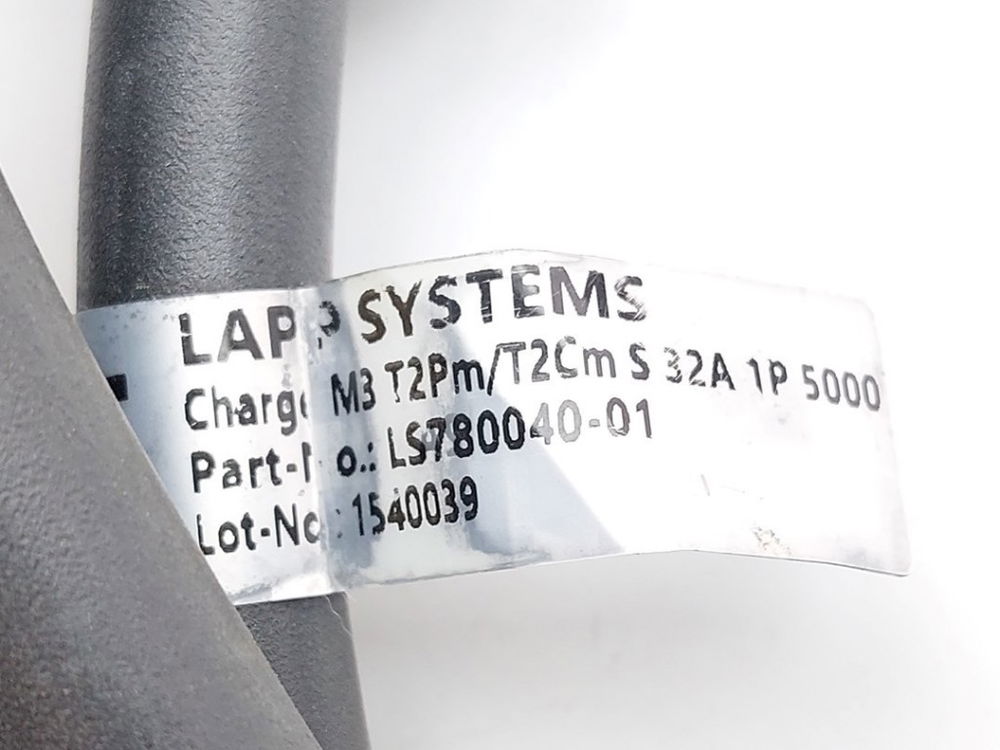 LAPP SYSTEMS
Charge M3 T2Pm/T2Cm S 32A 1P 5000
Part-No.: LS780040-01
Lot-No.: 1540039